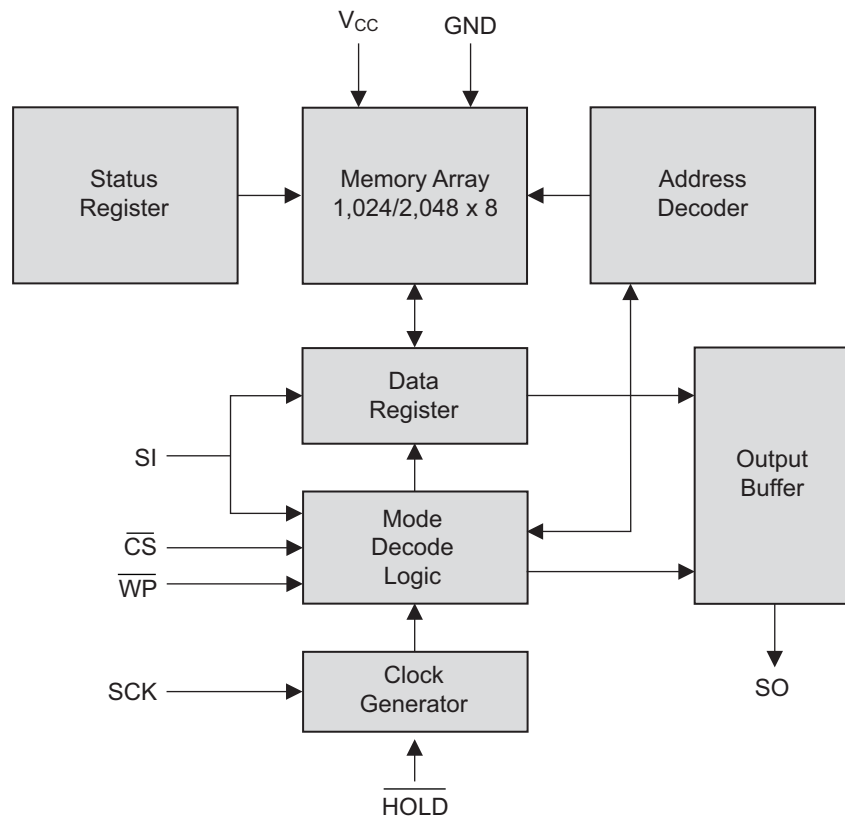 VCC
GND
Status
Register
Memory Array
1,024/2,048 x 8
Address
Decoder
Data
Register
SI
Output
Buffer
Mode
Decode
Logic
CS
WP
Clock
Generator
SCK
SO
HOLD